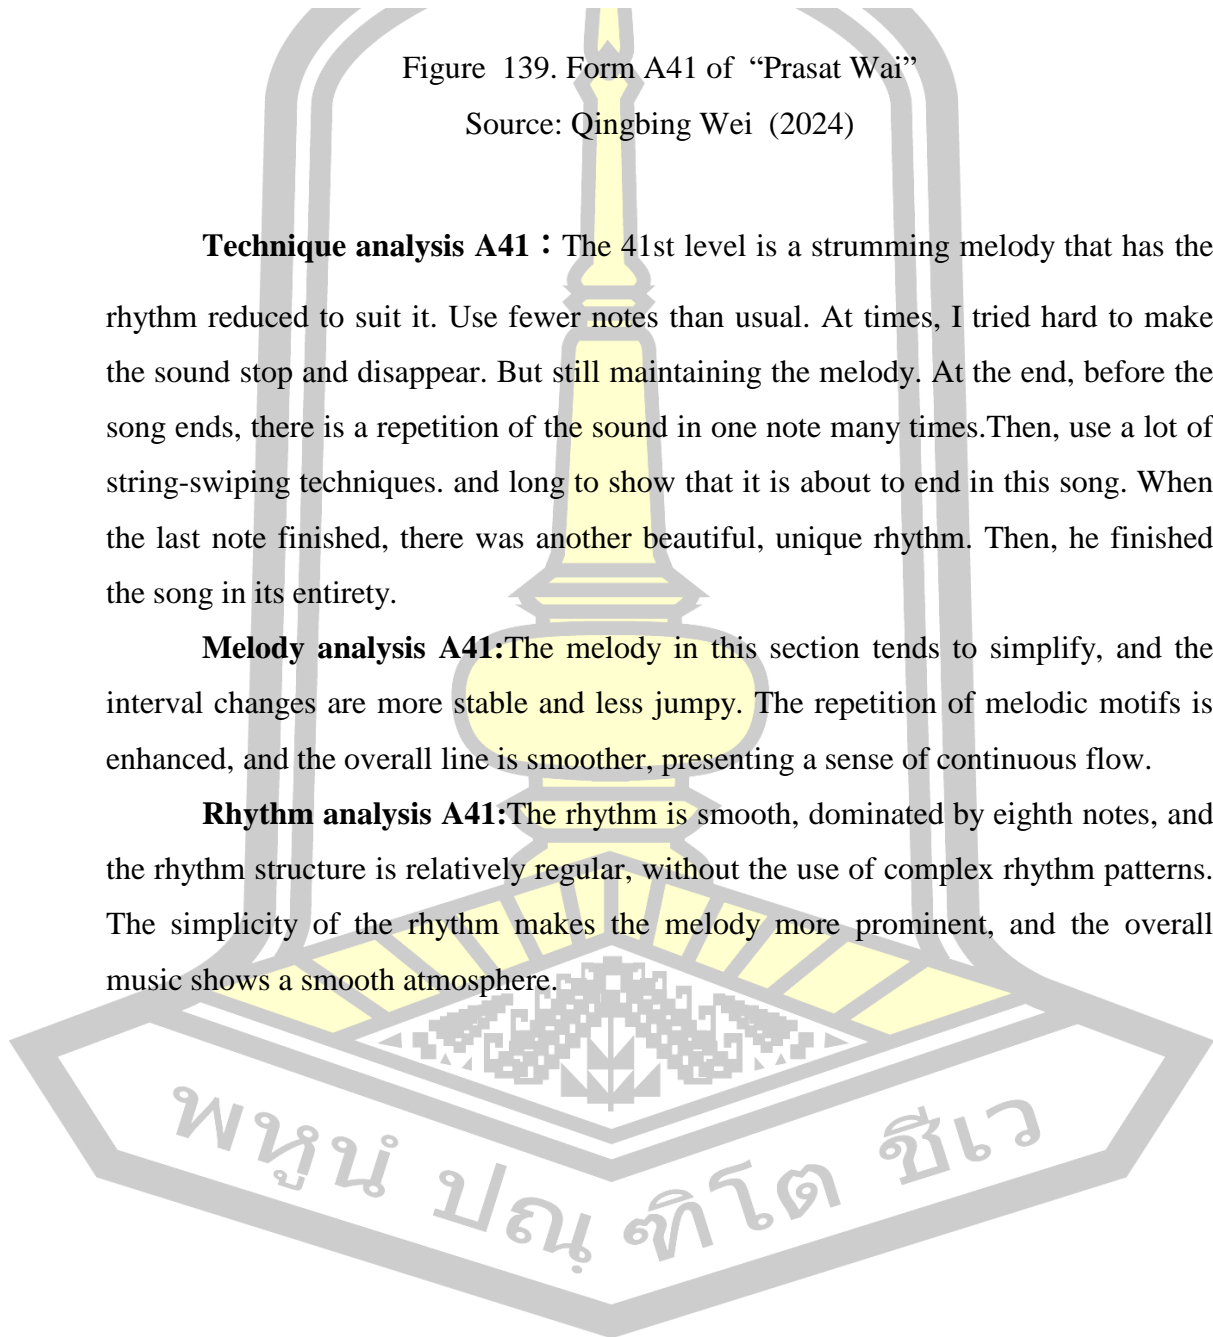 Figure 139. Form A41 of “Prasat Wai”
Source: Qingbing Wei (2024)
Technique analysis A41：The 41st level is a strumming melody that has the
rhythm reduced to suit it. Use fewer notes than usual. At times, I tried hard to make
the sound stop and disappear. But still maintaining the melody. At the end, before the
song ends, there is a repetition of the sound in one note many times.Then, use a lot of
string-swiping techniques. and long to show that it is about to end in this song. When
the last note finished, there was another beautiful, unique rhythm. Then, he finished
the song in its entirety.
Melody analysis A41:The melody in this section tends to simplify, and the
interval changes are more stable and less jumpy. The repetition of melodic motifs is
enhanced, and the overall line is smoother, presenting a sense of continuous flow.
Rhythm analysis A41:The rhythm is smooth, dominated by eighth notes, and
the rhythm structure is relatively regular, without the use of complex rhythm patterns.
The simplicity of the rhythm makes the melody more prominent, and the overall
music shows a smooth atmosphere.
พหูนํ ปณฺฑิโต ชีเว